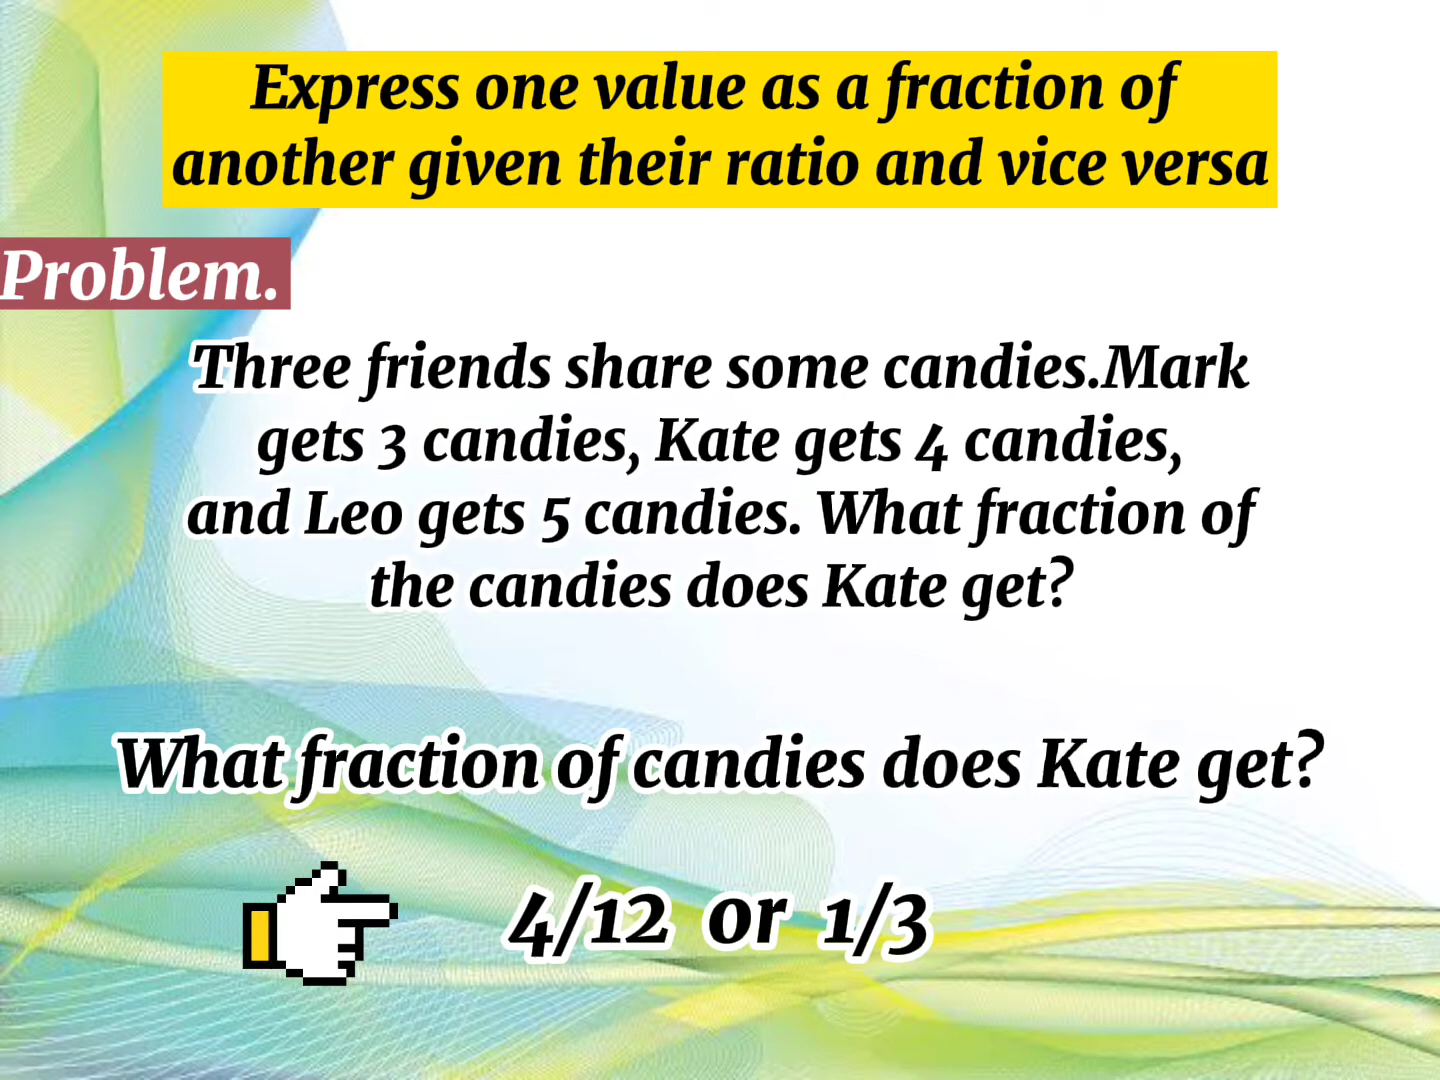 Express one value as a fraction of
another given their ratio and vice versa
Problem.
Three friends share some candies.Mark
gets 3 candies, Kate gets 4 candies,
and Leo gets 5 candies. What fraction of
the candies does Kate get?
What fraction of candies does Kate get?
4/12 or 1/3